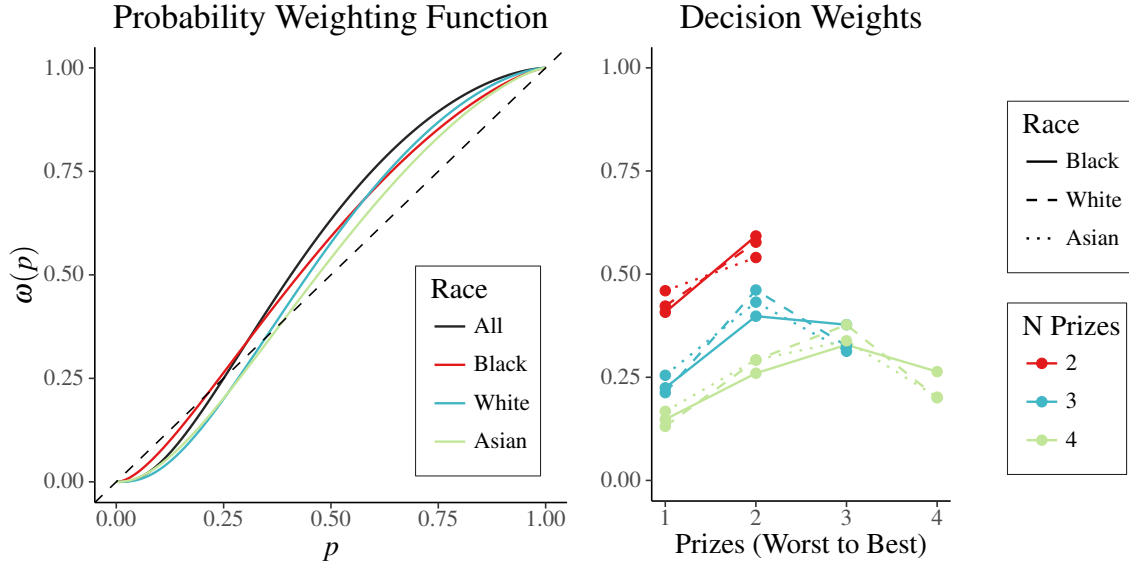 Probability Weighting Function
1.00
0.75
0.50
0.25
0.00
ω(p)
0.00 0.25 0.50 0.75 1.00
p
Race
All
Black
White
Asian
Decision Weights
1.00
0.75
0.50
0.25
0.00
1 2 3 4
Prizes (Worst to Best)
Race
Black
White
Asian
N Prizes
2
3
4